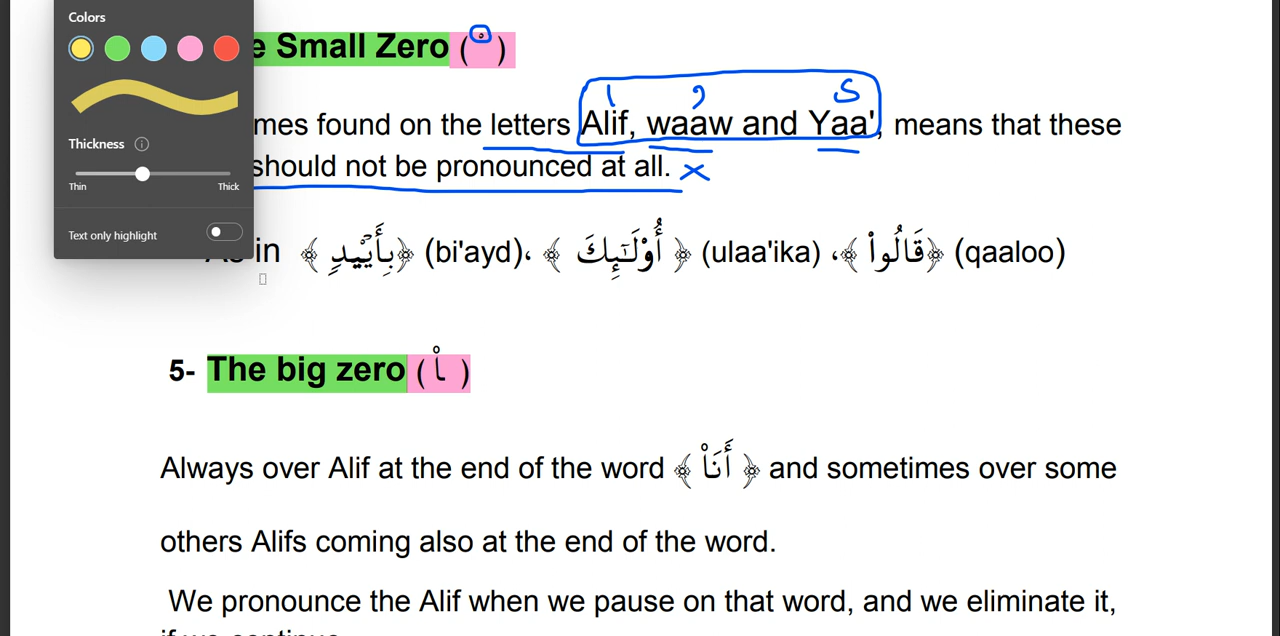 Colors
Thickness
Thin Thick
Text only highlight
e Small Zero ( ۟ )
ا و ي
mes found on the letters Alif, waaw and Yaa', means that these
should not be pronounced at all. ×
in ﴿بِأَيْيْدٍ﴾ (bi'ayd)، ﴿أُوْلَٰٓئِكَ﴾ (ulaa'ika) ،﴿قَالُواْ﴾ (qaaloo)
5- The big zero ( اْ )
Always over Alif at the end of the word ﴿أَنَاْ﴾ and sometimes over some
others Alifs coming also at the end of the word.
We pronounce the Alif when we pause on that word, and we eliminate it,
if we continue